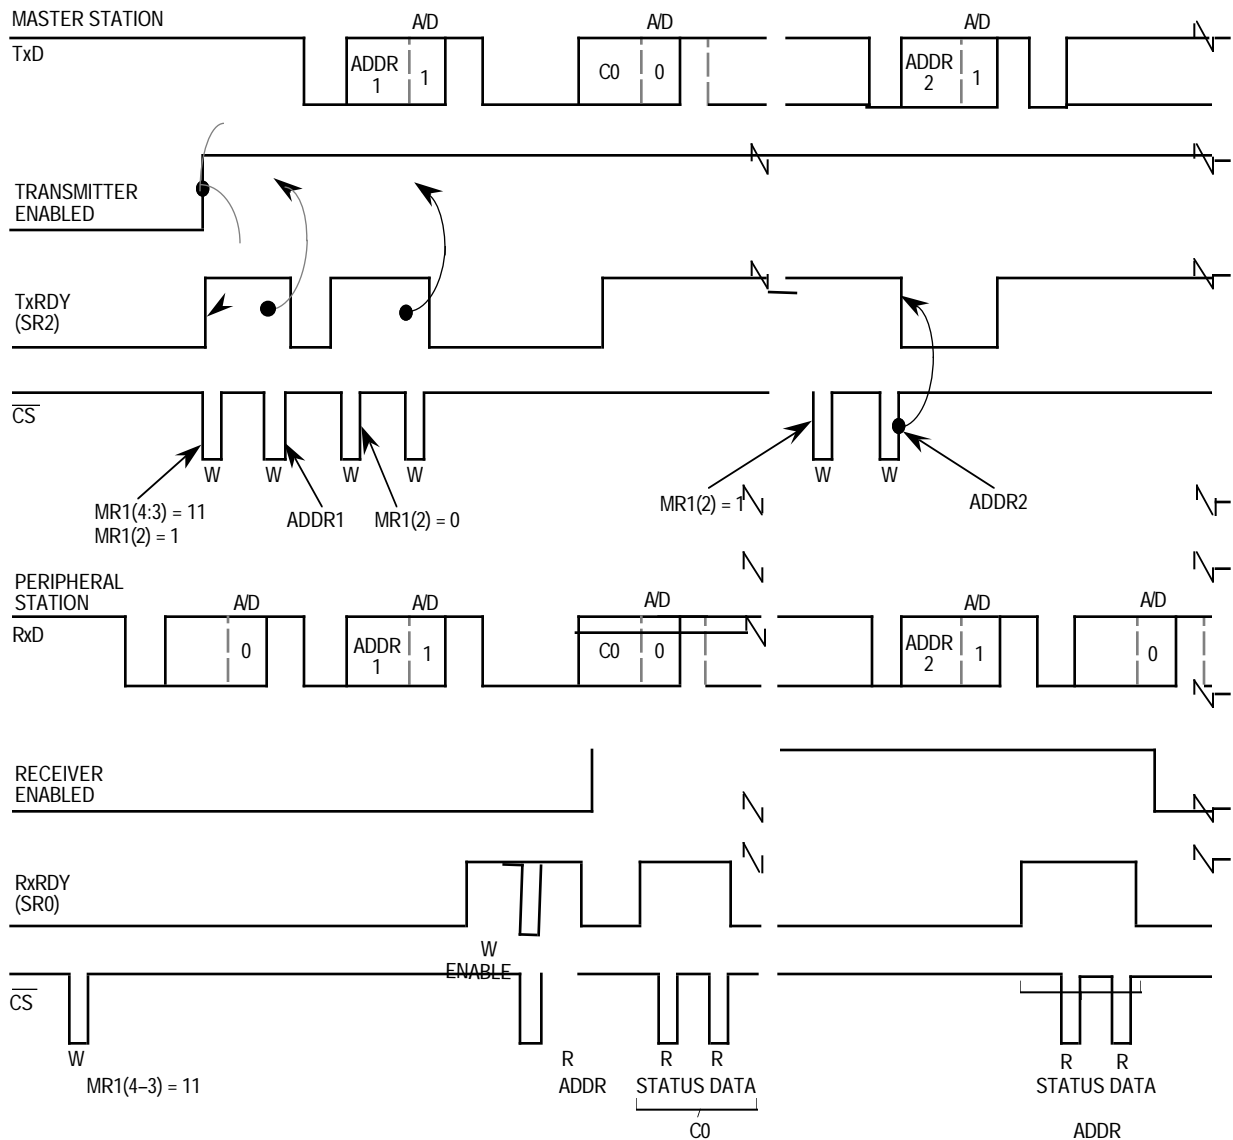 MASTER STATION
A/D A/D A/D
TxD
ADDR 1 1 C0 0 ADDR 2 1
TRANSMITTER
ENABLED
TxRDY
(SR2)
CS
W W W W W W
MR1(4:3) = 11
MR1(2) = 1
ADDR1
MR1(2) = 0
MR1(2) = 1
ADDR2
PERIPHERAL
STATION
A/D A/D A/D A/D A/D
RxD
0 ADDR 1 1 C0 0 ADDR 2 1 0
RECEIVER
ENABLED
RxRDY
(SR0)
W
ENABLE
CS
W R R R R R
MR1(4–3) = 11
ADDR
STATUS DATA
STATUS DATA
C0
ADDR